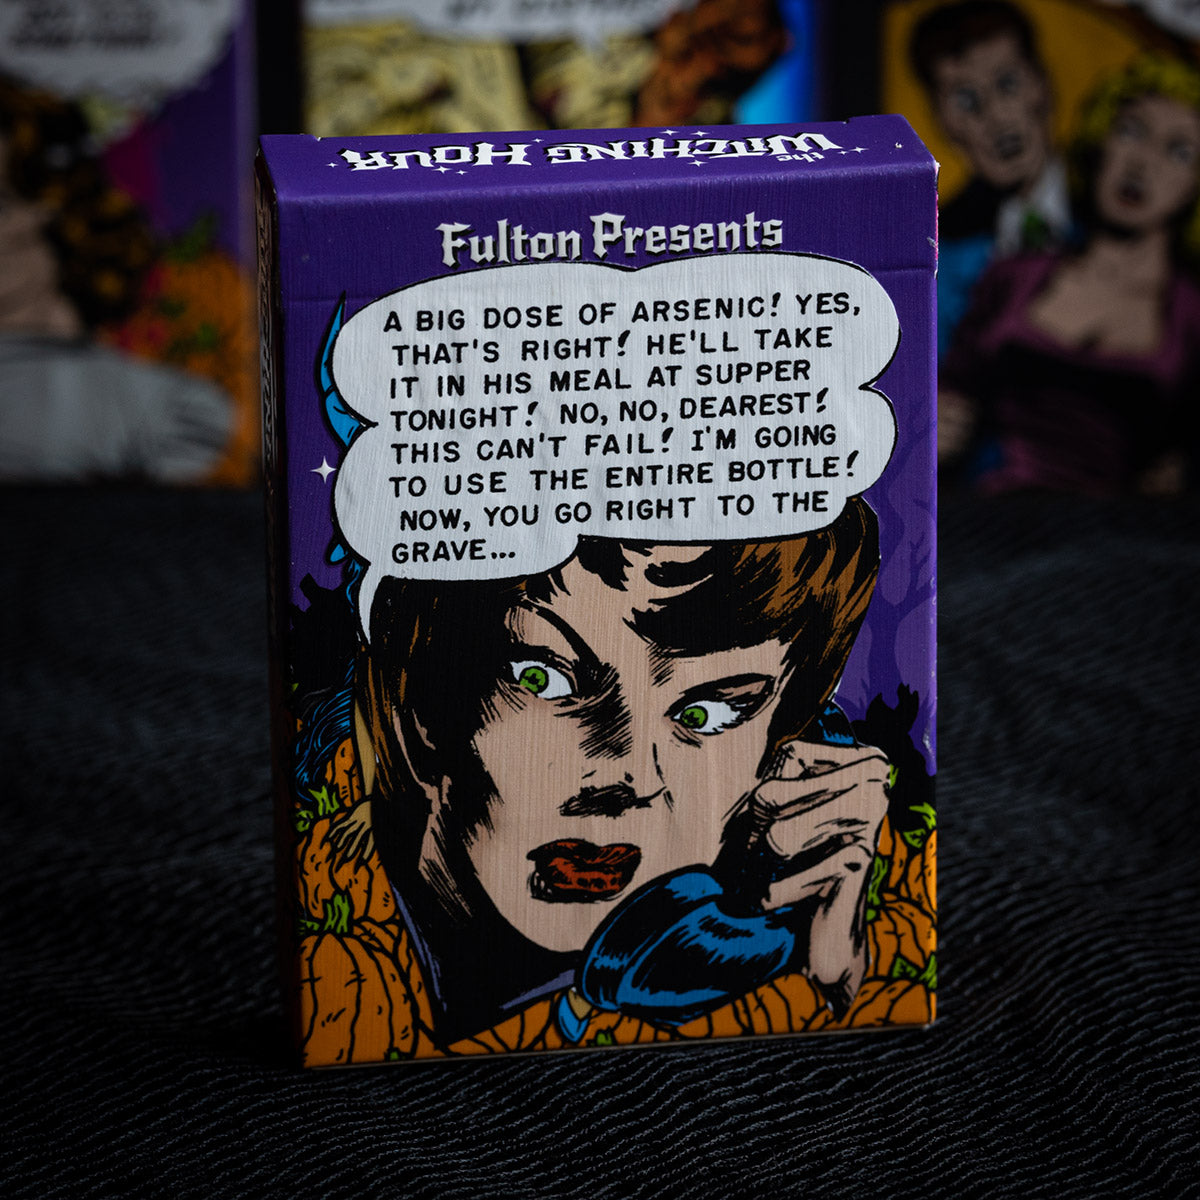 the
WITCHING HOUR
Fulton Presents
A BIG DOSE OF ARSENIC! YES,
THAT'S RIGHT! HE'LL TAKE
IT IN HIS MEAL AT SUPPER
TONIGHT! NO, NO, DEAREST!
THIS CAN'T FAIL! I'M GOING
TO USE THE ENTIRE BOTTLE!
NOW, YOU GO RIGHT TO THE
GRAVE...